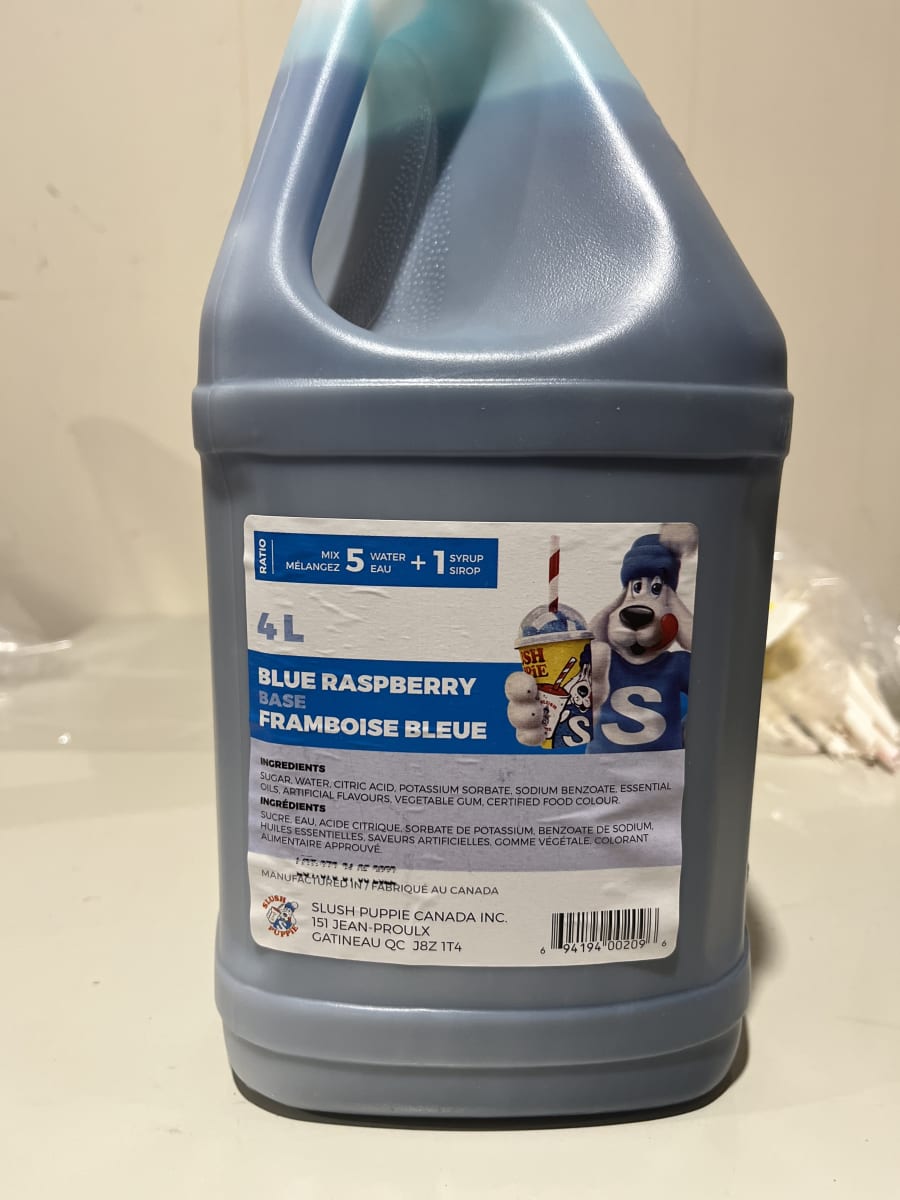 RATIO
MIX 5 WATER + 1 SYRUP
MÉLANGEZ EAU SIROP
4 L
BLUE RASPBERRY
BASE
FRAMBOISE BLEUE
SLUSH
S
S
INGREDIENTS
SUGAR, WATER, CITRIC ACID, POTASSIUM SORBATE, SODIUM BENZOATE, ESSENTIAL
OILS, ARTIFICIAL FLAVOURS, VEGETABLE GUM, CERTIFIED FOOD COLOUR.
INGRÉDIENTS
SUCRE, EAU, ACIDE CITRIQUE, SORBATE DE POTASSIUM, BENZOATE DE SODIUM,
HUILES ESSENTIELLES, SAVEURS ARTIFICIELLES, GOMME VÉGÉTALE, COLORANT
ALIMENTAIRE APPROUVÉ.
MANUFACTURED IN / FABRIQUÉ AU CANADA
SLUSH PUPPIE
SLUSH PUPPIE CANADA INC.
151 JEAN-PROULX
GATINEAU QC J8Z 1T4
6 94194 00209 6